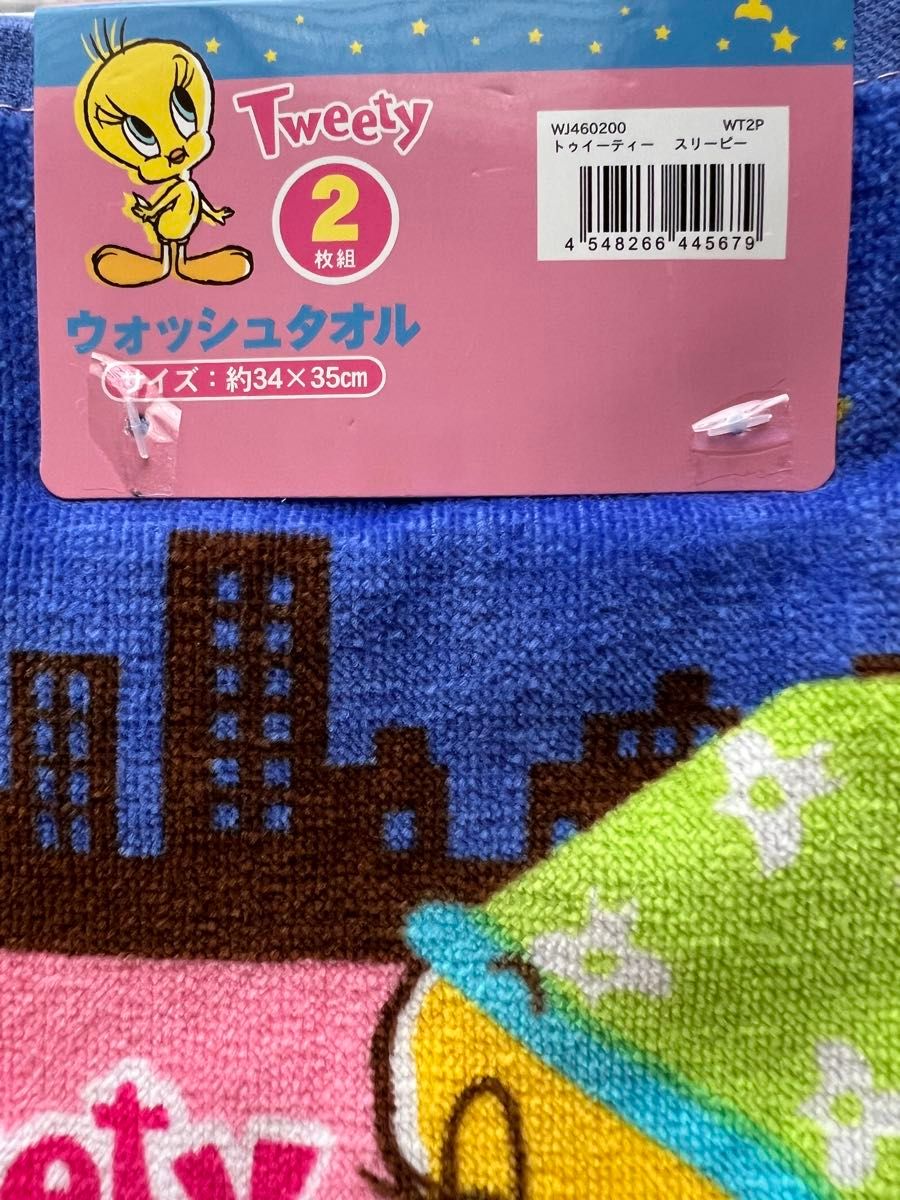 Tweety
2
枚組
ウォッシュタオル
サイズ：約34×35cm
WJ460200 WT2P
トゥイーティー スリーピー
4 548266 445679
ety